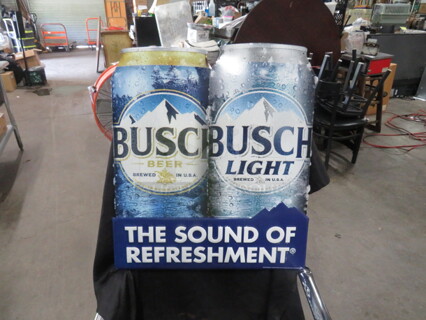 BUSCH
BEER
BREWED IN U.S.A.
BUSCH
LIGHT
BREWED IN U.S.A.
THE SOUND OF
REFRESHMENT®